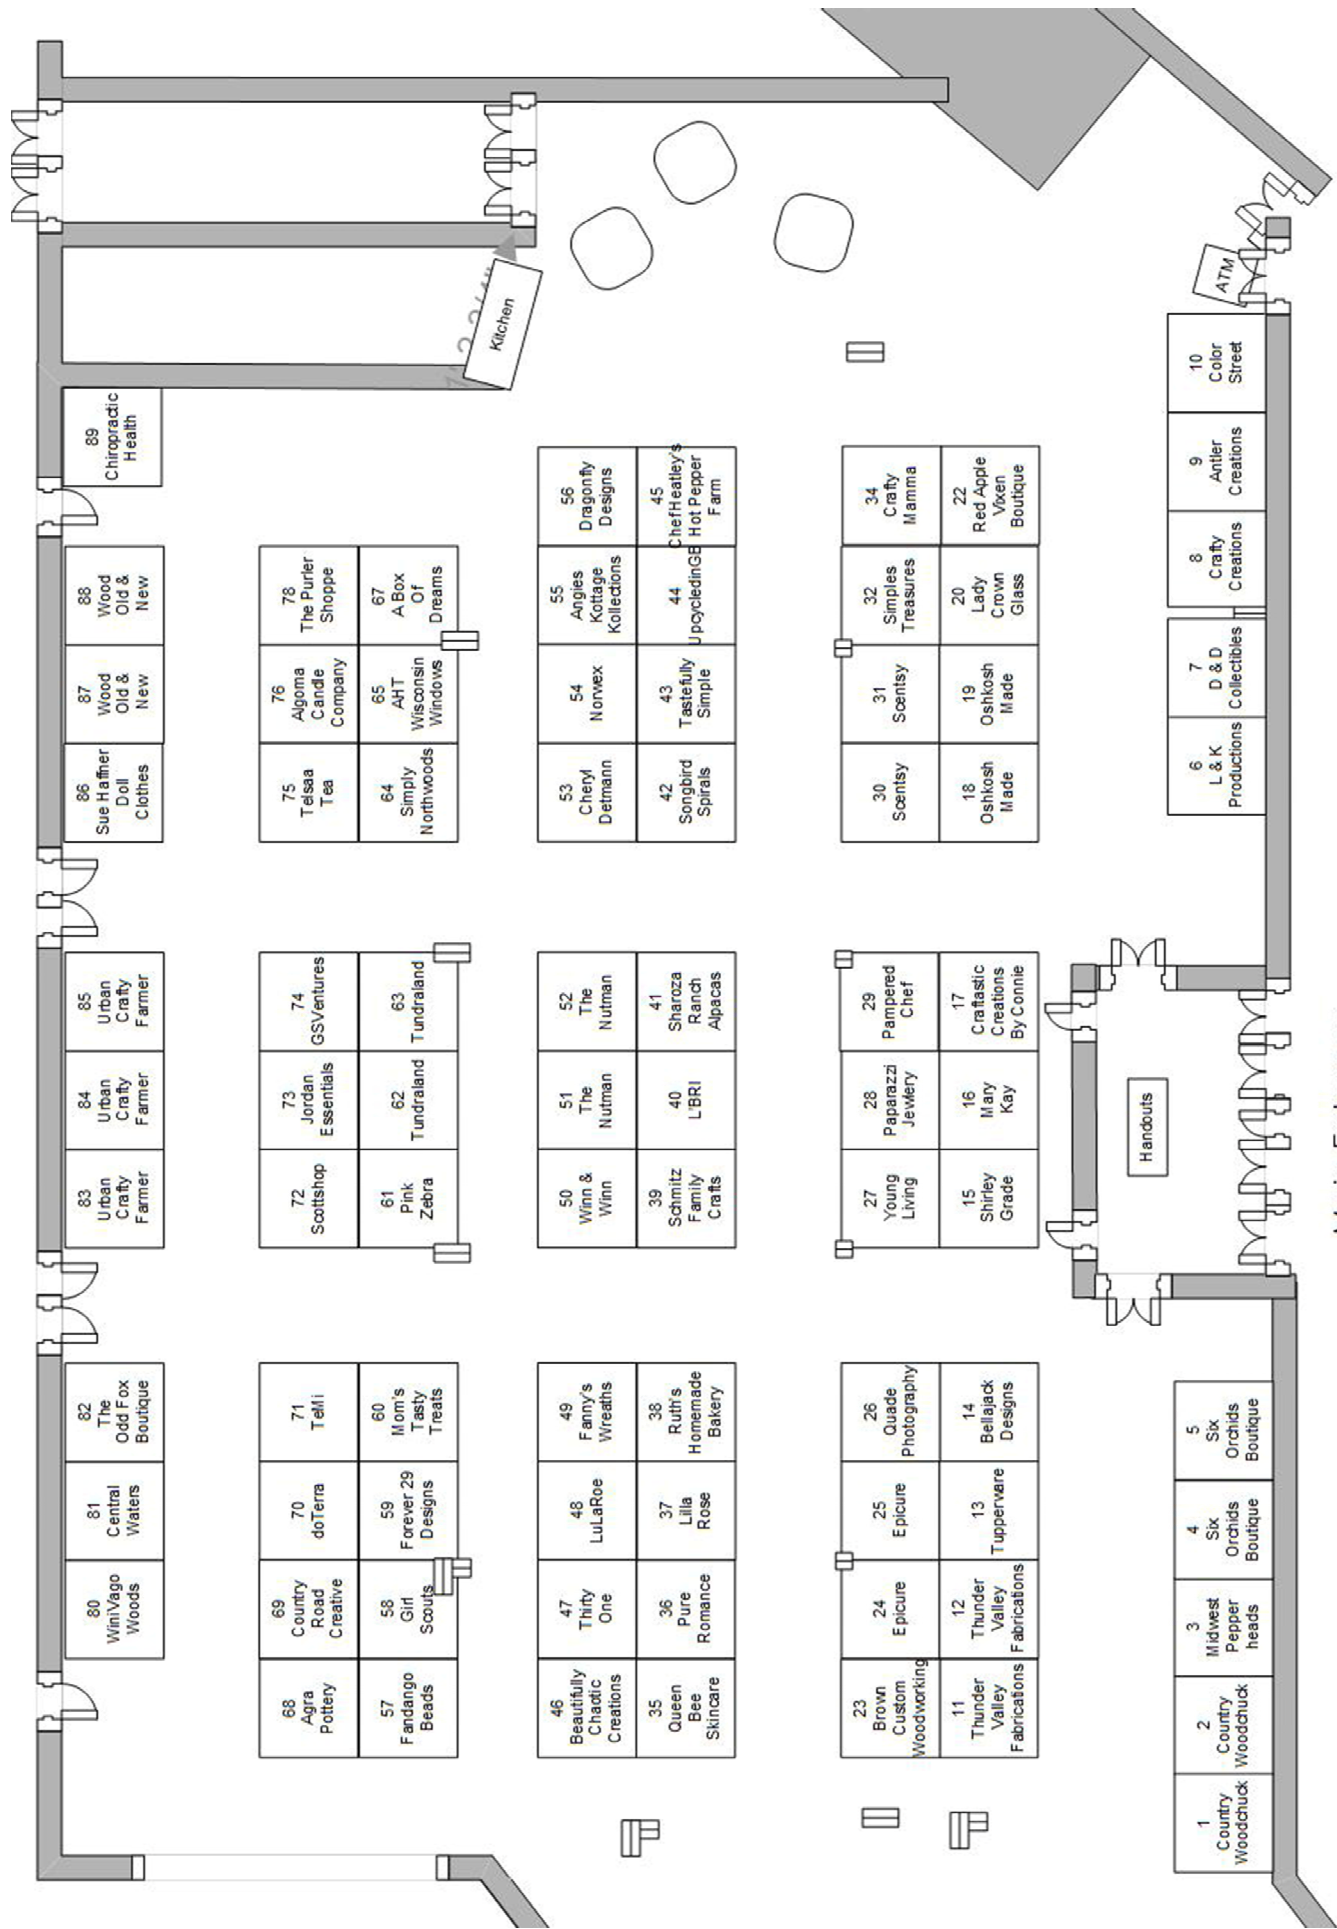 Kitchen
ATM
10
Color
Street
9
Antler
Creations
8
Crafty
Creations
7
D & D
Collectibles
6
L & K
Productions
89
Chiropractic
Health
88
Wood
Old &
New
87
Wood
Old &
New
86
Sue Haffner
Doll
Clothes
78
The Purler
Shoppe
67
A Box
Of
Dreams
76
Algoma
Candle
Company
65
AHT
Wisconsin
Windows
75
Telsaa
Tea
64
Simply
Northwoods
56
Dragonfly
Designs
45
ChefHeatley's
Hot Pepper
Farm
55
Angies
Kottage
Kollections
44
UpcycledinGB
54
Norwex
43
Tastefully
Simple
53
Cheryl
Detmann
42
Songbird
Spirals
34
Crafty
Mamma
22
Red Apple
Vixen
Boutique
32
Simples
Treasures
20
Lady
Crown
Glass
31
Scentsy
19
Oshkosh
Made
30
Scentsy
18
Oshkosh
Made
85
Urban
Crafty
Farmer
84
Urban
Crafty
Farmer
83
Urban
Crafty
Farmer
74
GSVentures
63
Tundraland
73
Jordan
Essentials
62
Tundraland
72
Scottshop
61
Pink
Zebra
52
The
Nutman
41
Sharoza
Ranch
Alpacas
51
The
Nutman
40
L'BRI
50
Winn &
Winn
39
Schmitz
Family
Crafts
29
Pampered
Chef
17
Craftastic
Creations
By Connie
28
Paparazzi
Jewlery
16
Mary
Kay
27
Young
Living
15
Shirley
Grade
Handouts
82
The
Odd Fox
Boutique
81
Central
Waters
80
WiniVago
Woods
71
TeMi
60
Mom's
Tasty
Treats
70
doTerra
59
Forever 29
Designs
69
Country
Road
Creative
58
Girl
Scouts
68
Agra
Pottery
57
Fandango
Beads
49
Fanny's
Wreaths
38
Ruth's
Homemade
Bakery
48
LuLaRoe
37
Lilla
Rose
47
Thirty
One
36
Pure
Romance
46
Beautifully
Chaotic
Creations
35
Queen
Bee
Skincare
26
Quade
Photography
14
Bellajack
Designs
25
Epicure
13
Tupperware
24
Epicure
12
Thunder
Valley
Fabrications
23
Brown
Custom
Woodworking
11
Thunder
Valley
Fabrications
5
Six
Orchids
Boutique
4
Six
Orchids
Boutique
3
Midwest
Pepper
heads
2
Country
Woodchuck
1
Country
Woodchuck